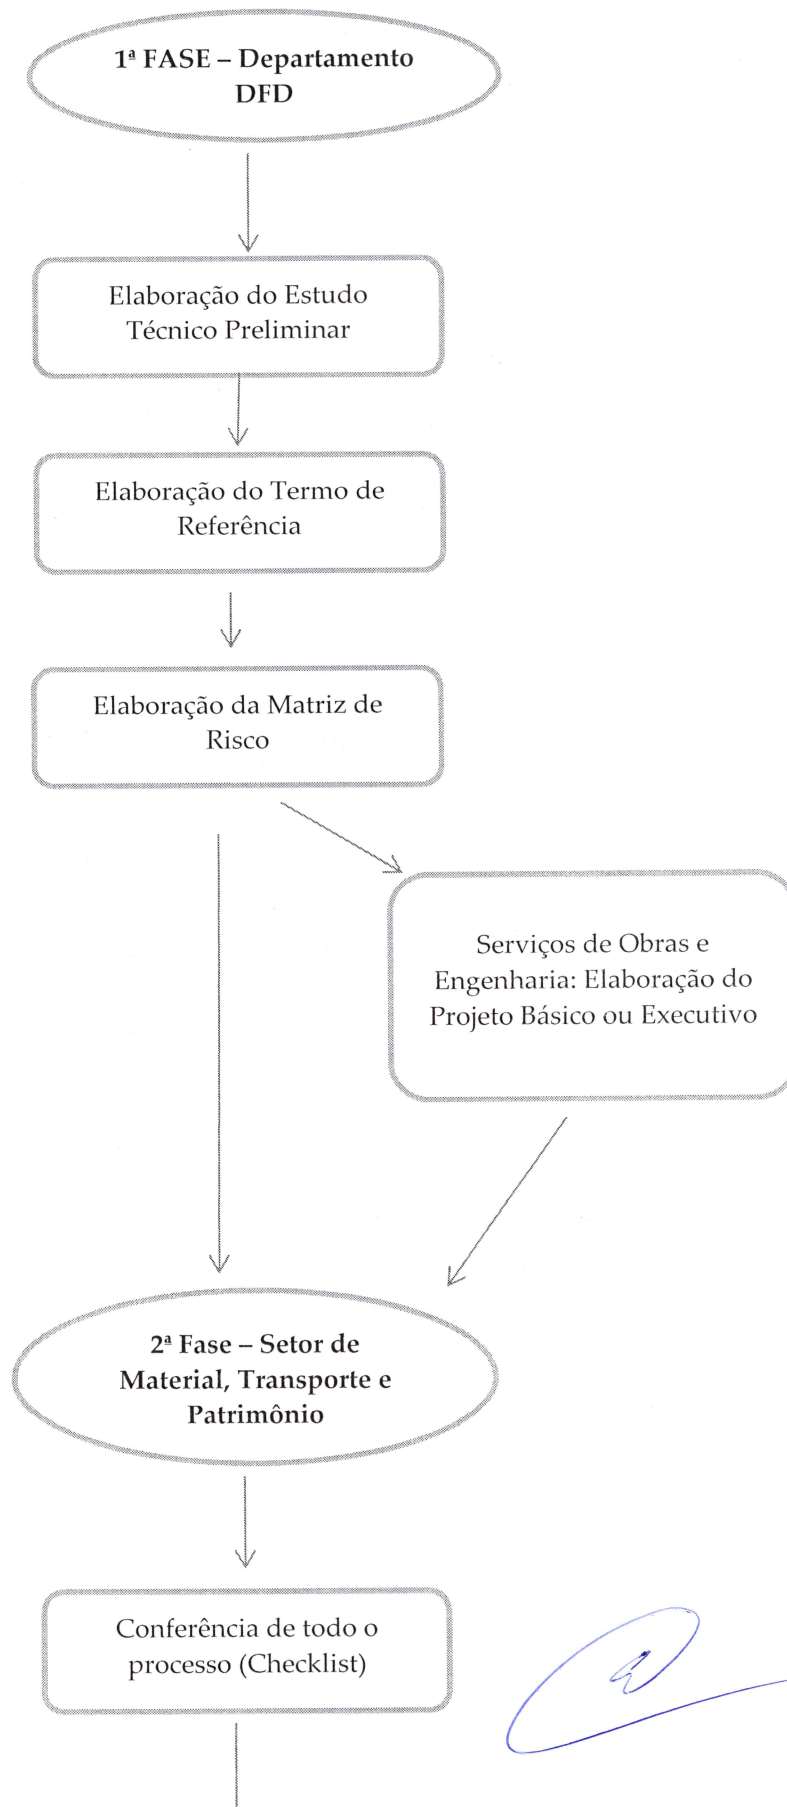 1ª FASE – Departamento
DFD
Elaboração do Estudo
Técnico Preliminar
Elaboração do Termo de
Referência
Elaboração da Matriz de
Risco
Serviços de Obras e
Engenharia: Elaboração do
Projeto Básico ou Executivo
2ª Fase – Setor de
Material, Transporte e
Patrimônio
Conferência de todo o
processo (Checklist)